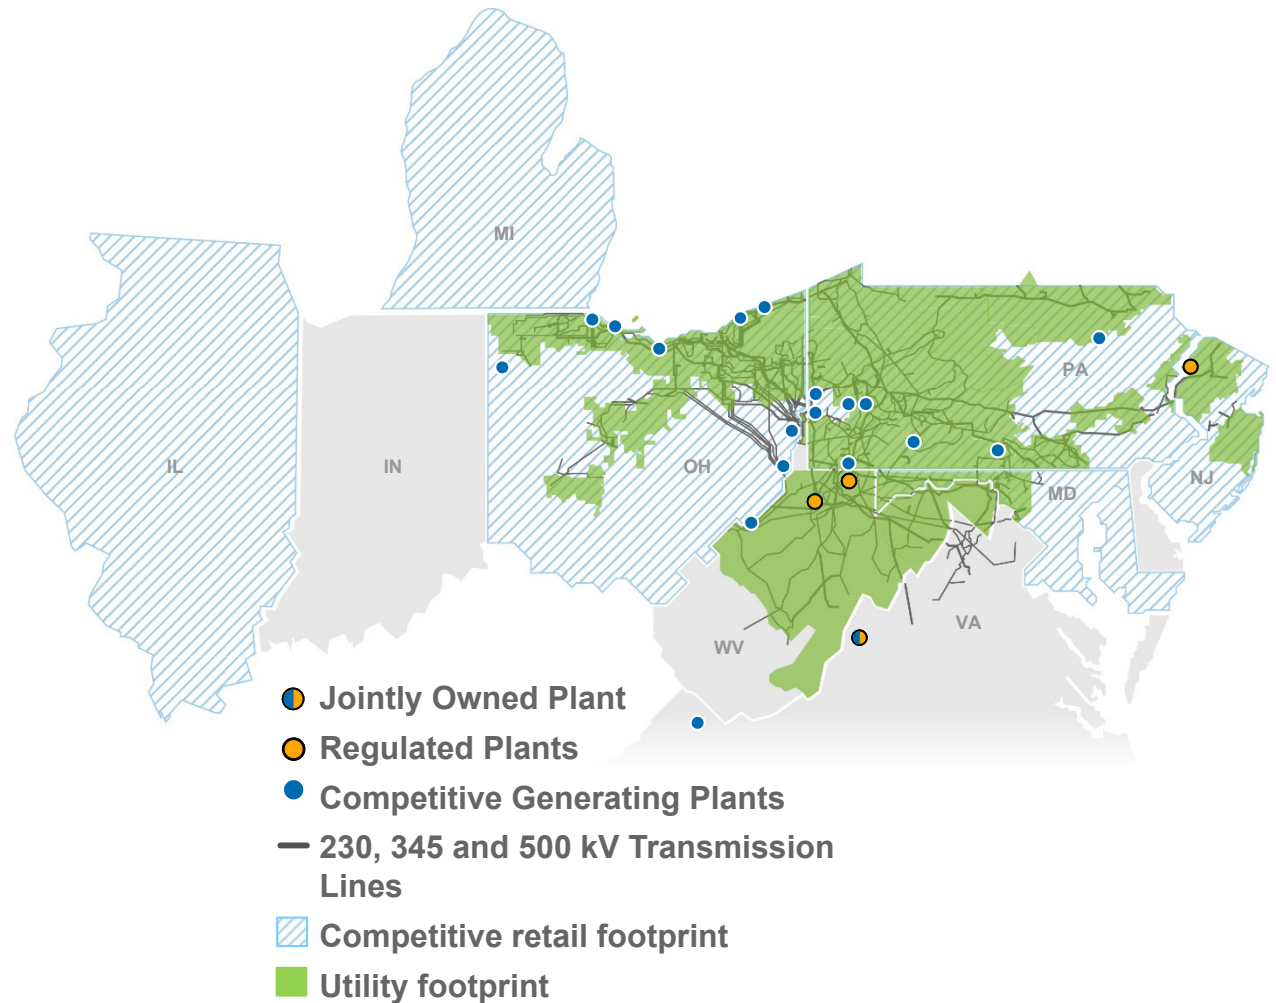 MI
PA
IL
IN
OH
MD
NJ
WV
VA
Jointly Owned Plant
Regulated Plants
Competitive Generating Plants
230, 345 and 500 kV Transmission
Lines
Competitive retail footprint
Utility footprint